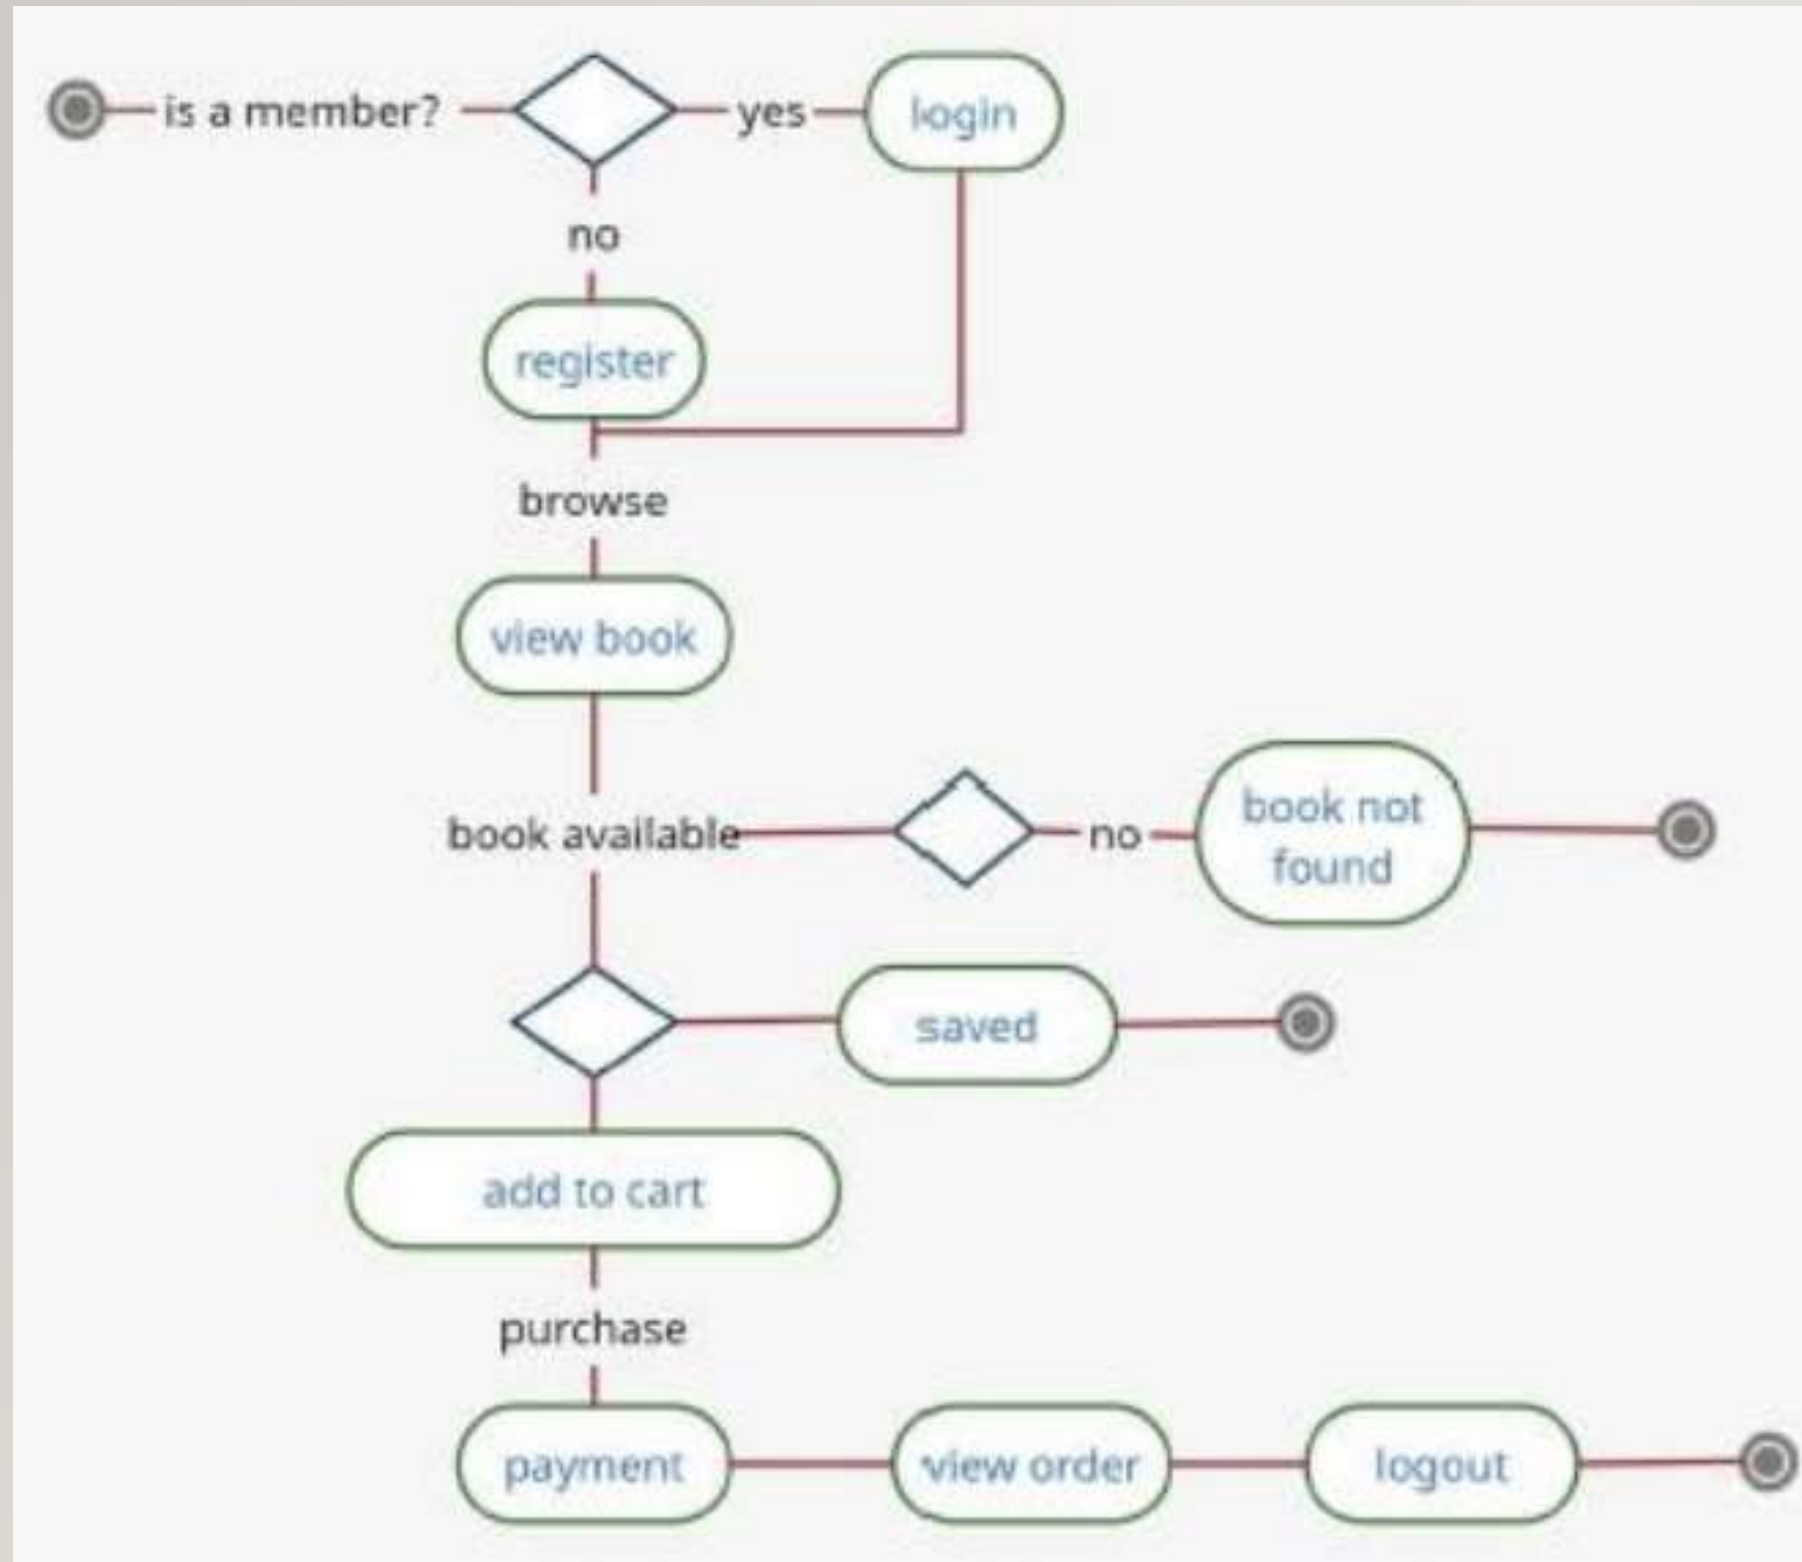 is a member?
yes
login
no
register
browse
view book
book available
no
book not
found
saved
add to cart
purchase
payment
view order
logout